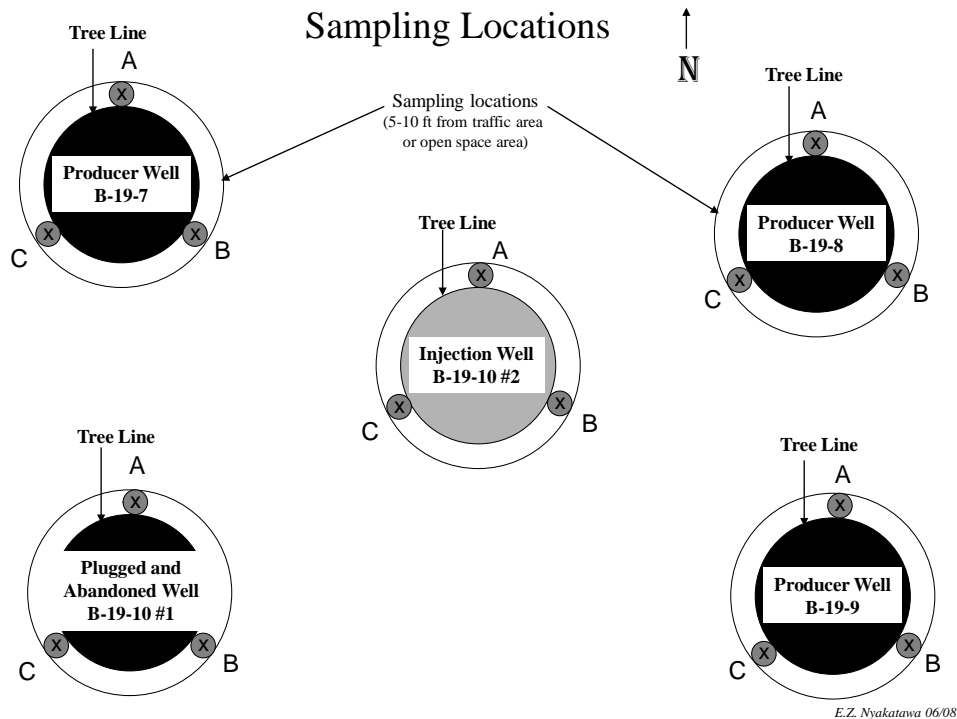 Sampling Locations
N
Tree Line
A
X
Producer Well
B-19-7
X
X
C
B
Sampling locations
(5-10 ft from traffic area
or open space area)
Tree Line
A
X
Producer Well
B-19-8
X
X
C
B
Tree Line
A
X
Injection Well
B-19-10 #2
X
X
C
B
Tree Line
A
X
Plugged and
Abandoned Well
B-19-10 #1
X
X
C
B
Tree Line
A
X
Producer Well
B-19-9
X
X
C
B
E.Z. Nyakatawa 06/08